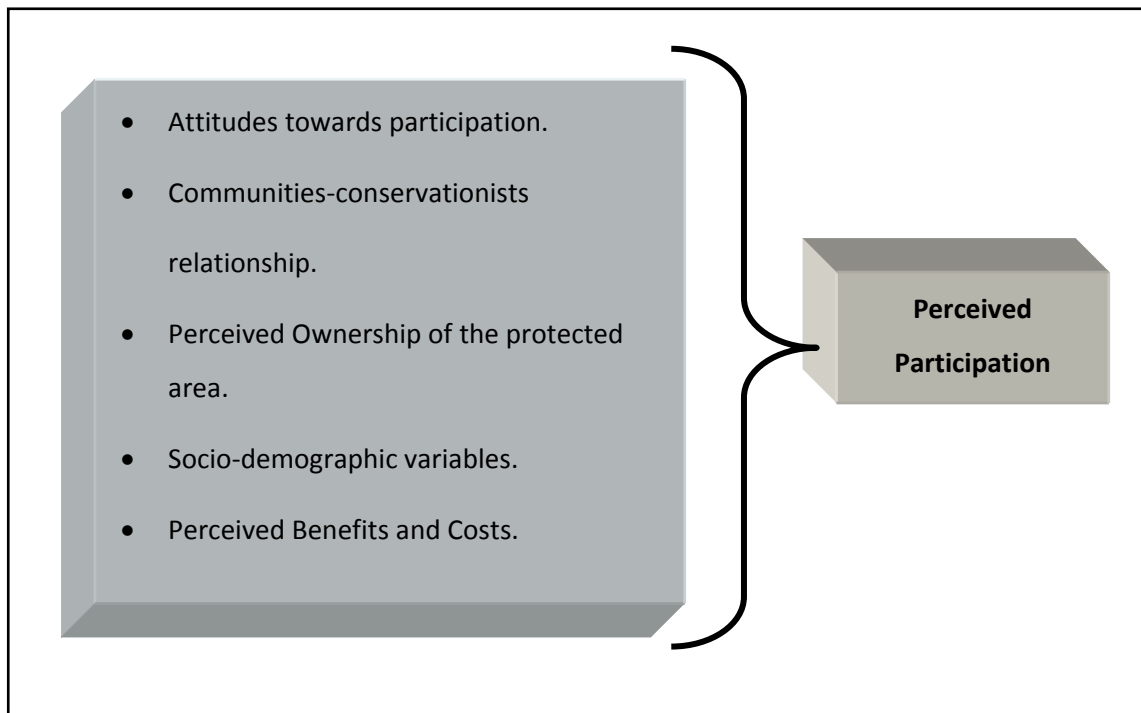 • Attitudes towards participation.
• Communities-conservationists
relationship.
• Perceived Ownership of the protected
area.
• Socio-demographic variables.
• Perceived Benefits and Costs.
Perceived
Participation